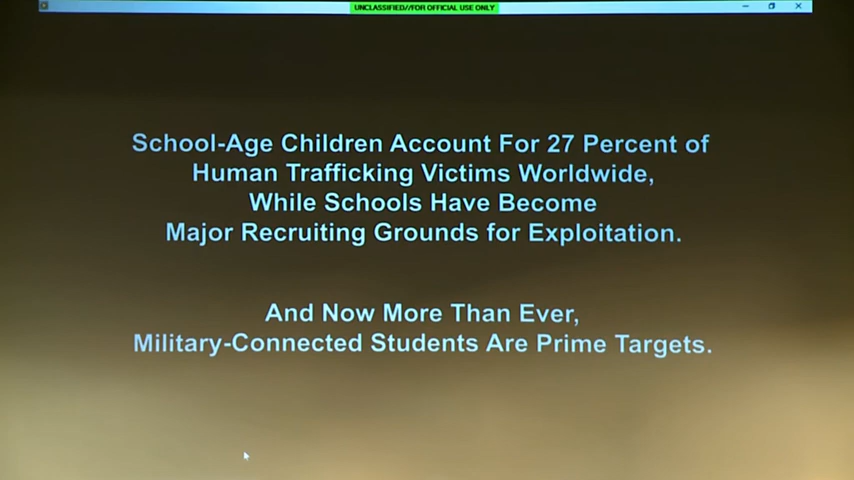 UNCLASSIFIED//FOR OFFICIAL USE ONLY
School-Age Children Account For 27 Percent of
Human Trafficking Victims Worldwide,
While Schools Have Become
Major Recruiting Grounds for Exploitation.
And Now More Than Ever,
Military-Connected Students Are Prime Targets.